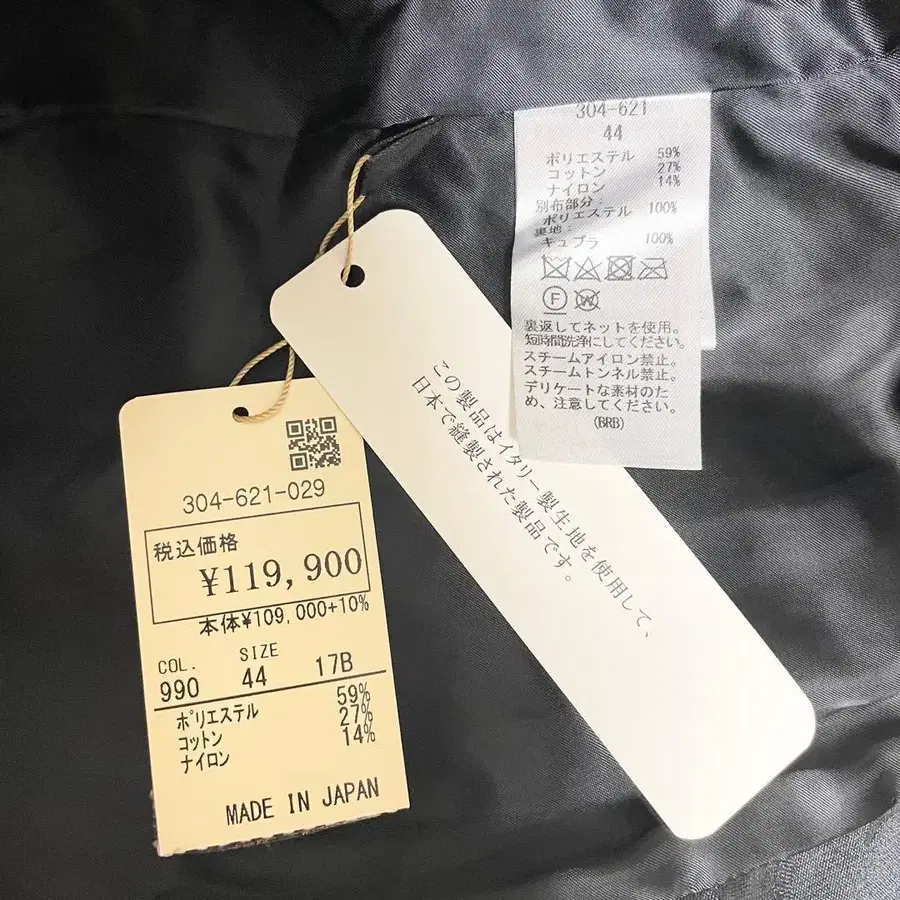 304-621
44
ポリエステル 59%
コットン 27%
ナイロン 14%
別布部分:
ポリエステル 100%
裏地:
キュプラ 100%
F
W
裏返してネットを使用。
短時間洗浄にしてください。
スチームアイロン禁止。
スチームトンネル禁止。
デリケートな素材のた
め、注意してください。
(BRB)
この製品はイタリー製生地を使用して、
日本で縫製された製品です。
304-621-029
税込価格
¥119,900
本体¥109,000+10%
COL. SIZE
990 44 17B
ポリエステル 59%
コットン 27%
ナイロン 14%
MADE IN JAPAN